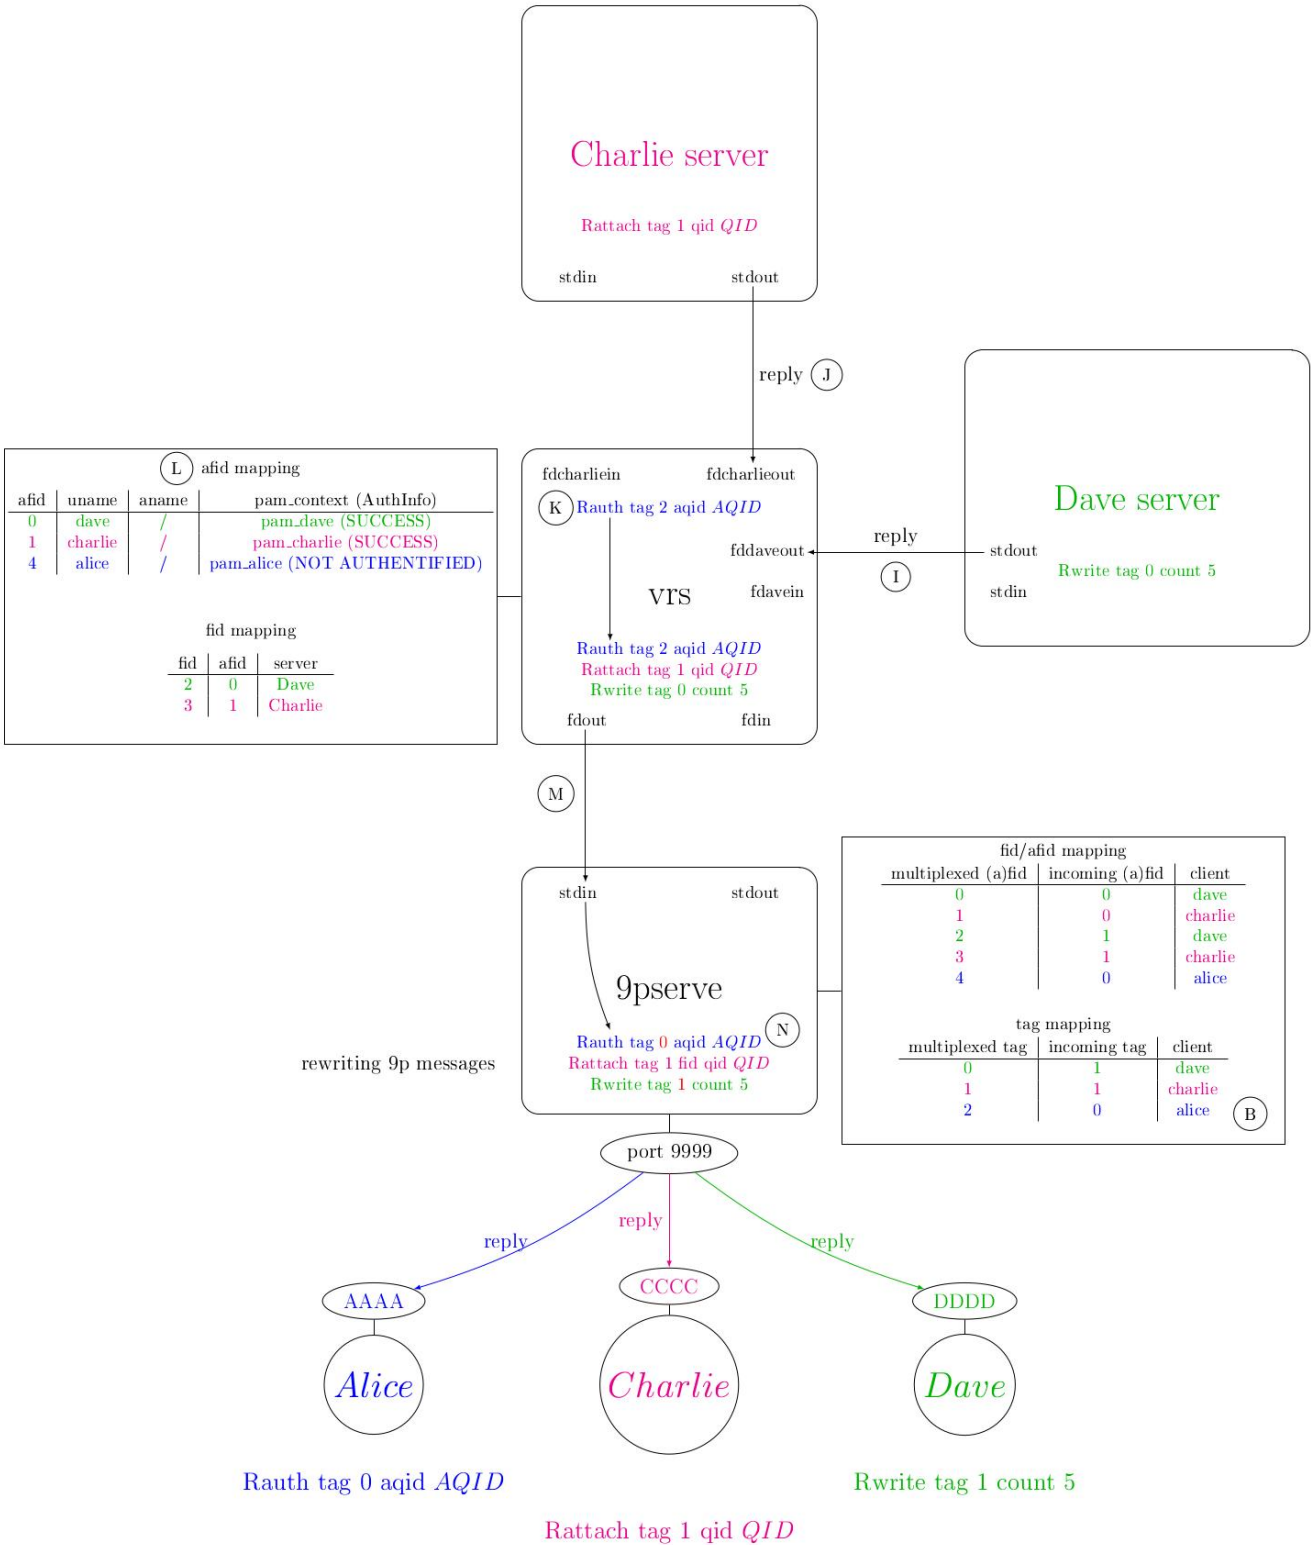 Charlie server
Rattach tag 1 qid QID
stdin stdout
reply J
Dave server
stdout
Rwrite tag 0 count 5
stdin
reply
I
L afid mapping
afid uname aname pam_context (AuthInfo)
0 dave / pam_dave (SUCCESS)
1 charlie / pam_charlie (SUCCESS)
4 alice / pam_alice (NOT AUTHENTIFIED)
fid mapping
fid afid server
2 0 Dave
3 1 Charlie
fdcharliein fdcharlieout
K Rauth tag 2 aqid AQID
fddaveout
vrs fdavein
Rauth tag 2 aqid AQID
Rattach tag 1 qid QID
Rwrite tag 0 count 5
fdout fdin
M
stdin stdout
9pserve
N
Rauth tag 0 aqid AQID
Rattach tag 1 fid qid QID
Rwrite tag 1 count 5
rewriting 9p messages
fid/afid mapping
multiplexed (a)fid incoming (a)fid client
0 0 dave
1 0 charlie
2 1 dave
3 1 charlie
4 0 alice
tag mapping
multiplexed tag incoming tag client
0 1 dave
1 1 charlie
2 0 alice
B
port 9999
reply reply reply
AAAA CCCC DDDD
Alice Charlie Dave
Rauth tag 0 aqid AQID
Rwrite tag 1 count 5
Rattach tag 1 qid QID